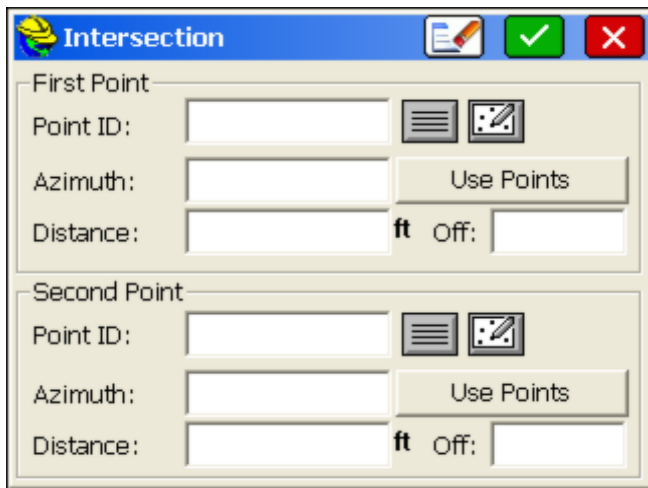 Intersection
First Point
Point ID:
Azimuth: Use Points
Distance: ft Off:
Second Point
Point ID:
Azimuth: Use Points
Distance: ft Off: